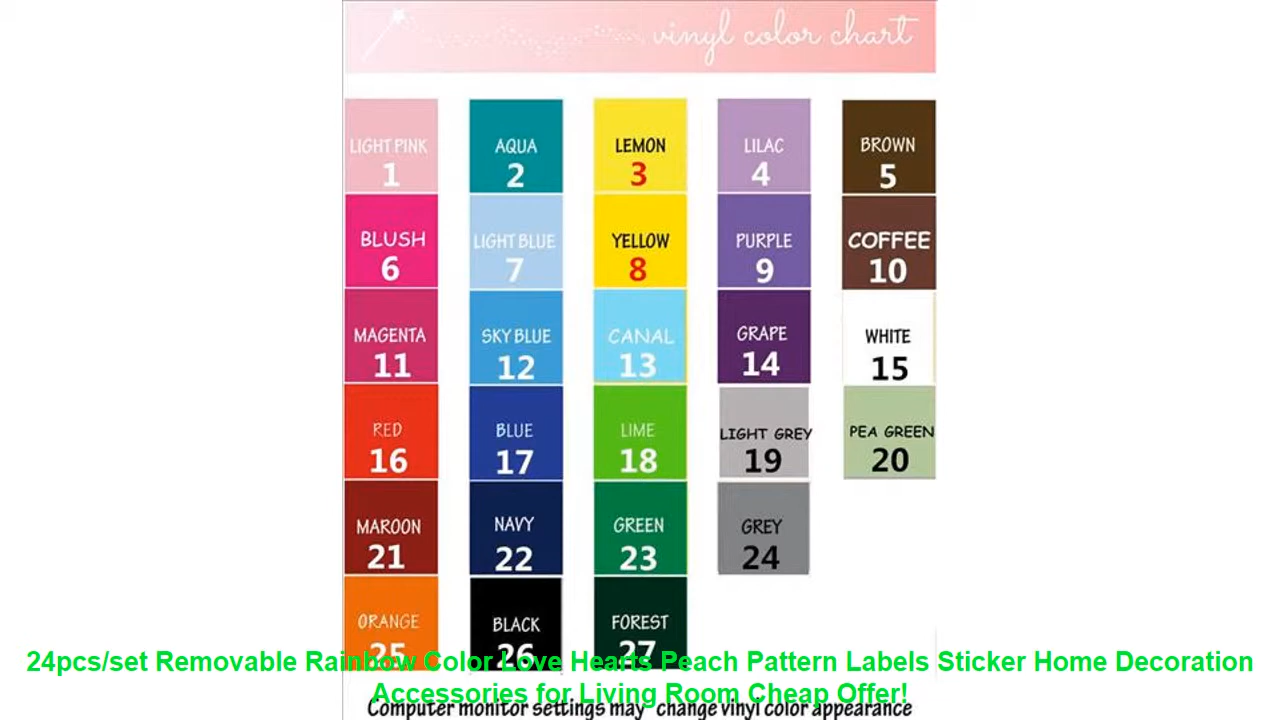 vinyl color chart
LIGHT PINK AQUA LEMON LILAC BROWN
1 2 3 4 5
BLUSH LIGHT BLUE YELLOW PURPLE COFFEE
6 7 8 9 10
MAGENTA SKY BLUE CANAL GRAPE WHITE
11 12 13 14 15
RED BLUE LIME LIGHT GREY PEA GREEN
16 17 18 19 20
MAROON NAVY GREEN GREY
21 22 23 24
ORANGE BLACK FOREST
25 26 27
24pcs/set Removable Rainbow Color Love Hearts Peach Pattern Labels Sticker Home Decoration
Accessories for Living Room Cheap Offer!
Computer monitor settings may change vinyl color appearance